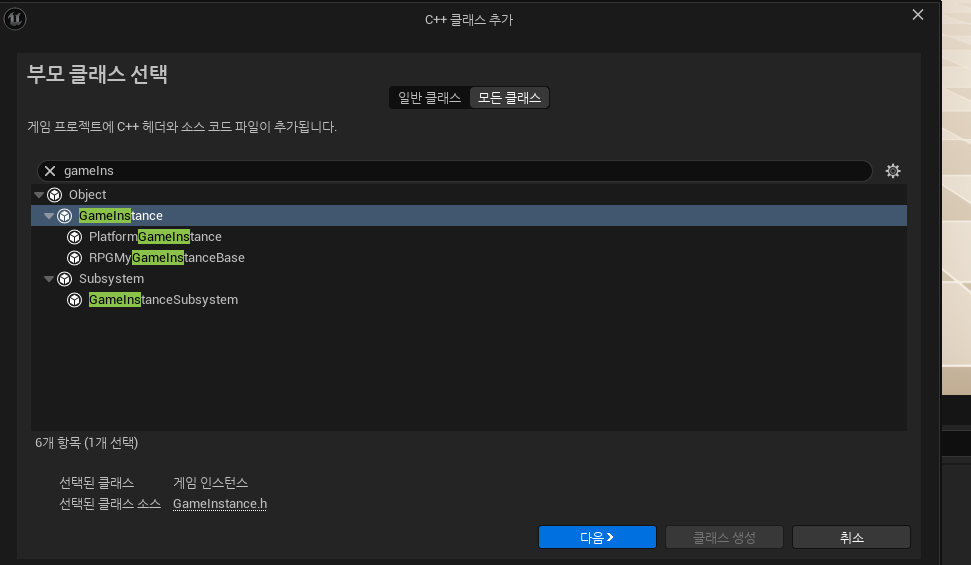 C++ 클래스 추가
부모 클래스 선택
일반 클래스 모든 클래스
게임 프로젝트에 C++ 헤더와 소스 코드 파일이 추가됩니다.
gameIns
Object
GameInstance
PlatformGameInstance
RPGMyGameInstanceBase
Subsystem
GameInstanceSubsystem
6개 항목 (1개 선택)
선택된 클래스 게임 인스턴스
선택된 클래스 소스 GameInstance.h
다음 클래스 생성 취소